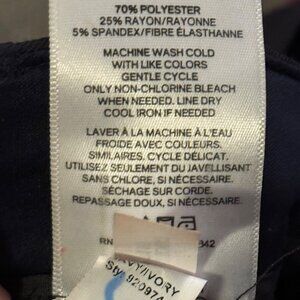 70% POLYESTER
25% RAYON/RAYONNE
5% SPANDEX/FIBRE ÉLASTHANNE
MACHINE WASH COLD
WITH LIKE COLORS
GENTLE CYCLE
ONLY NON-CHLORINE BLEACH
WHEN NEEDED. LINE DRY
COOL IRON IF NEEDED
LAVER À LA MACHINE À L'EAU
FROIDE AVEC COULEURS.
SIMILAIRES. CYCLE DÉLICAT.
UTILISEZ SEULEMENT DU JAVELLISANT
SANS CHLORE, SI NÉCESSAIRE.
SÉCHAGE SUR CORDE.
REPASSAGE DOUX, SI NÉCESSAIRE.
RN